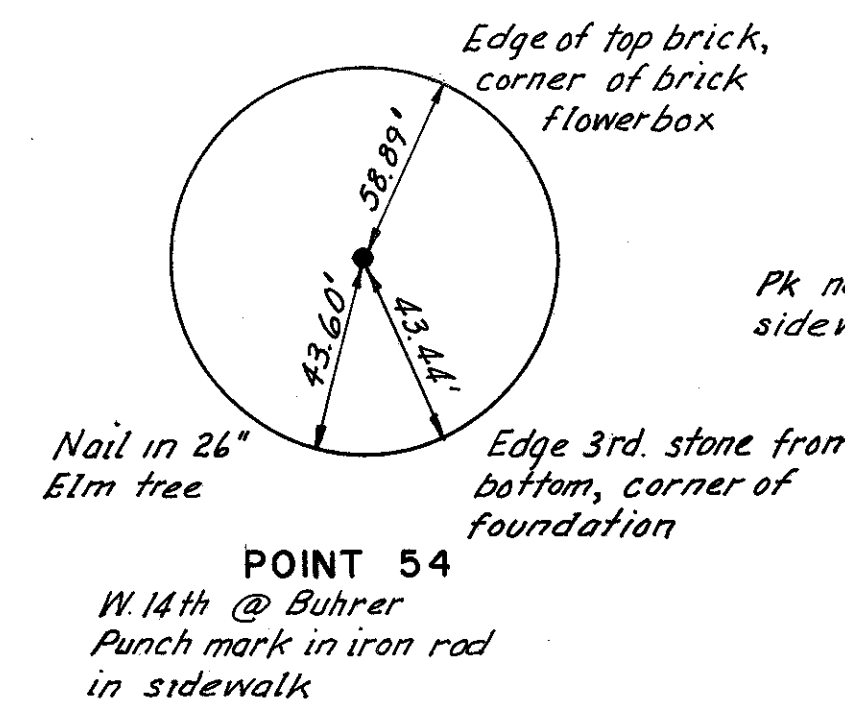 Edge of top brick,
corner of brick
flowerbox
58.89'
43.60'
43.44'
Pk
sidew
Nail in 26"
Elm tree
Edge 3rd. stone from
bottom, corner of
foundation
POINT 54
W. 14th @ Buhrer
Punch mark in iron rod
in sidewalk